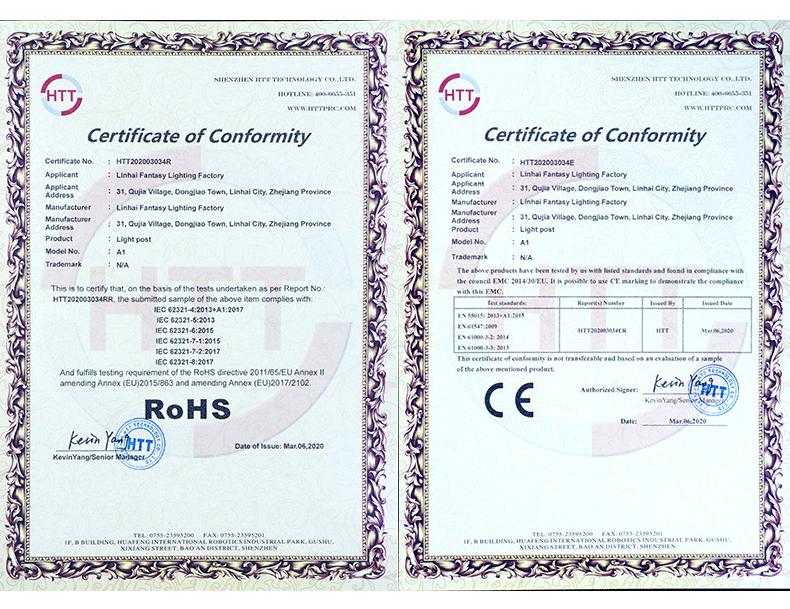 HTT
SHENZHEN HTT TECHNOLOGY CO.,LTD.
HOTLINE: 400-6655-351
WWW.HTTPRC.COM
Certificate of Conformity
Certificate No. : HTT202003034R
Applicant : Linhai Fantasy Lighting Factory
Applicant Address : 31, Qujia Village, Dongjiao Town, Linhai City, Zhejiang Province
Manufacturer : Linhai Fantasy Lighting Factory
Manufacturer Address : 31, Qujia Village, Dongjiao Town, Linhai City, Zhejiang Province
Product : Light post
Model No. : A1
Trademark : N/A
This is to certify that, on the basis of the tests undertaken as per Report No.:
HTT202003034RR, the submitted sample of the above item complies with:
IEC 62321-4:2013+A1:2017
IEC 62321-5:2013
IEC 62321-6:2015
IEC 62321-7-1:2015
IEC 62321-7-2:2017
IEC 62321-8:2017
And fulfills testing requirement of the RoHS directive 2011/65/EU Annex II
amending Annex (EU)2015/863 and amending Annex (EU)2017/2102.
RoHS
Kevin Yang
HTT
KevinYang/Senior Manager
Date of Issue: Mar.06,2020
TEL: 0755-23595200 FAX: 0755-23595201
1F, B BUILDING, HUAFENG INTERNATIONAL ROBOTICS INDUSTRIAL PARK, GUSHU,
XIXIANG STREET, BAO'AN DISTRICT, SHENZHEN
HTT
SHENZHEN HTT TECHNOLOGY CO.,LTD.
HOTLINE: 400-6655-351
WWW.HTTPRC.COM
Certificate of Conformity
Certificate No. : HTT202003034E
Applicant : Linhai Fantasy Lighting Factory
Applicant Address : 31, Qujia Village, Dongjiao Town, Linhai City, Zhejiang Province
Manufacturer : Linhai Fantasy Lighting Factory
Manufacturer Address : 31, Qujia Village, Dongjiao Town, Linhai City, Zhejiang Province
Product : Light post
Model No. : A1
Trademark : N/A
The above products have been tested by us with listed standards and found in compliance with
the council EMC 2014/30/EU. It is possible to use CE marking to demonstrate the compliance
with this EMC.
Test standards: Report(s) Number Issued By Issued Date
EN 55015: 2013+A1:2015
EN 61547:2009
HTT202003034ER HTT Mar.06,2020
EN 61000-3-2: 2014
EN 61000-3-3: 2013
This certificate of conformity is not transferable and based on an evaluation of a sample
of the above mentioned product.
CE
Authorized Signer: Kevin Yang
HTT
KevinYang/Senior Manager
Date: Mar.06,2020
TEL: 0755-23595200 FAX: 0755-23595201
1F, B BUILDING, HUAFENG INTERNATIONAL ROBOTICS INDUSTRIAL PARK, GUSHU,
XIXIANG STREET, BAO'AN DISTRICT, SHENZHEN